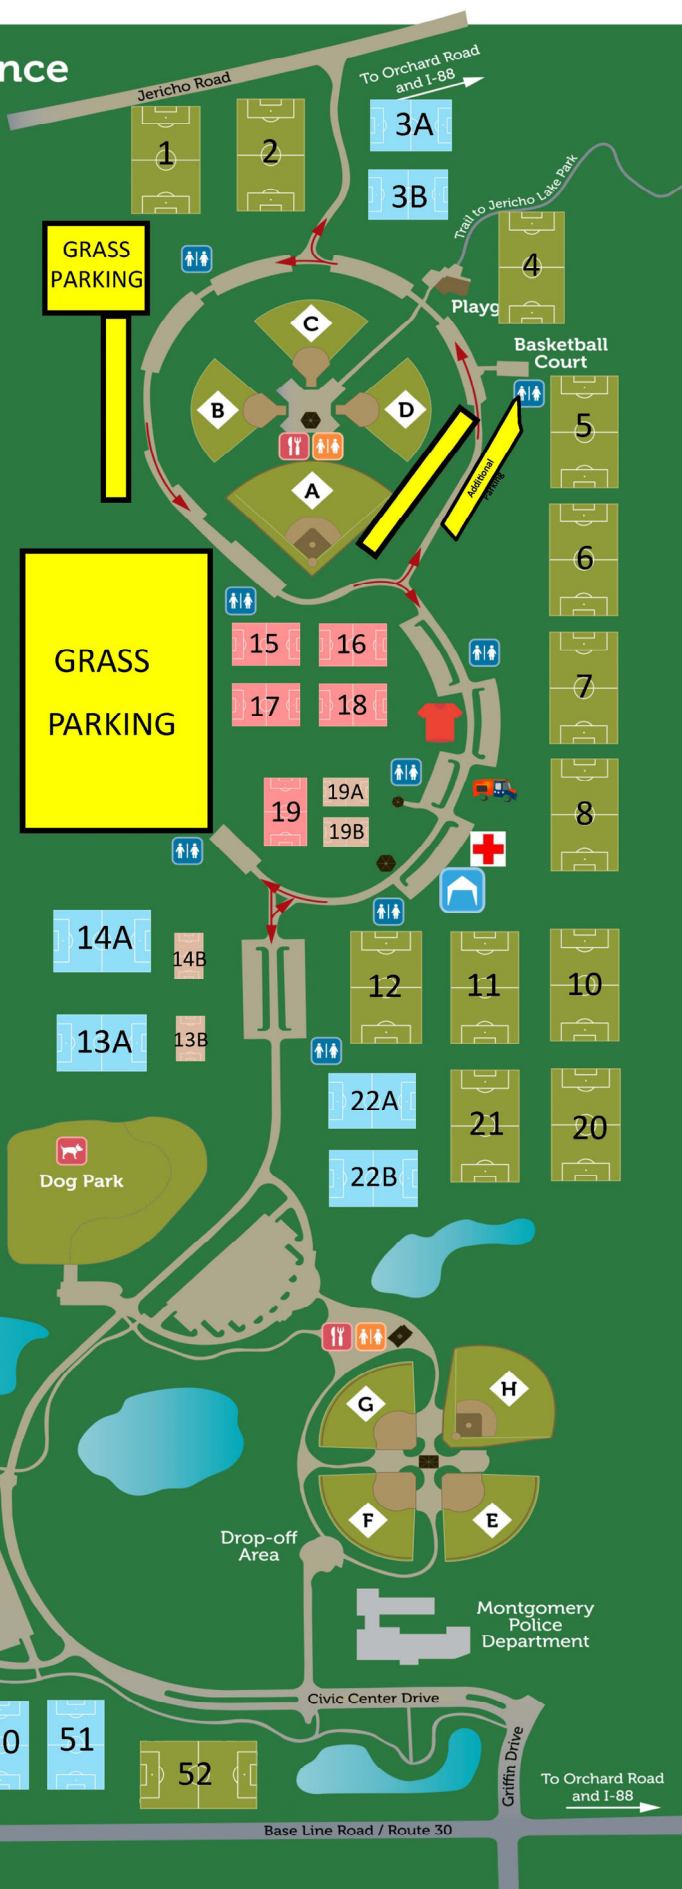 nce
Jericho Road
To Orchard Road
and I-88
1
2
3A
3B
Trail to Jericho Lake Park
4
GRASS
PARKING
Playg
C
Basketball
Court
B
D
5
A
Additional
Parking
6
15
16
GRASS
PARKING
17
18
7
19
19A
19B
8
14A
14B
12
11
10
13A
13B
22A
21
20
22B
Dog Park
G
H
F
E
Drop-off
Area
Montgomery
Police
Department
Civic Center Drive
0
51
52
Griffin Drive
To Orchard Road
and I-88
Base Line Road / Route 30